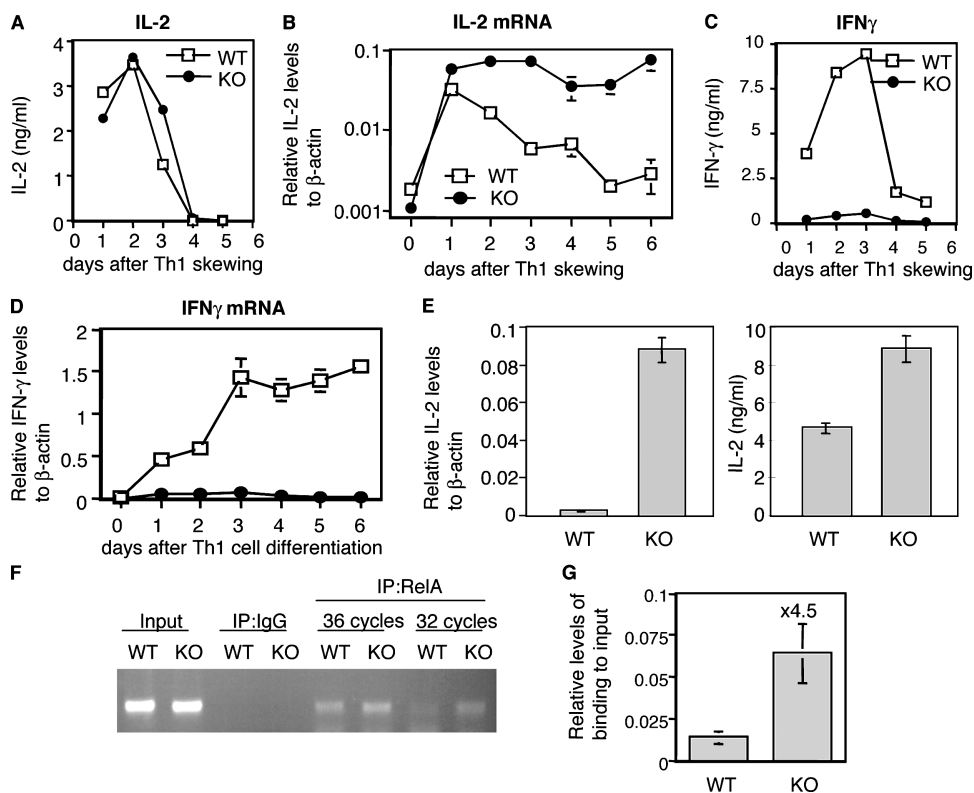 A
IL-2
IL-2 (ng/ml)
4
3
2
1
0
WT
KO
0 1 2 3 4 5 6
days after Th1 skewing
B
IL-2 mRNA
Relative IL-2 levels
to β-actin
0.1
0.01
0.001
WT
KO
0 1 2 3 4 5 6
days after Th1 skewing
C
IFNγ
IFN-γ (ng/ml)
10
7.5
5
2.5
0
WT
KO
0 1 2 3 4 5 6
days after Th1 skewing
D
IFNγ mRNA
Relative IFN-γ levels
to β-actin
2
1.5
1
0.5
0
0 1 2 3 4 5 6
days after Th1 cell differentiation
E
Relative IL-2 levels
to β-actin
0.1
0.08
0.06
0.04
0.02
0
WT KO
IL-2 (ng/ml)
10
8
6
4
2
0
WT KO
F
IP:RelA
Input IP:IgG 36 cycles 32 cycles
WT KO WT KO WT KO WT KO
G
Relative levels of
binding to input
0.1
0.075
0.05
0.025
0
x4.5
WT KO